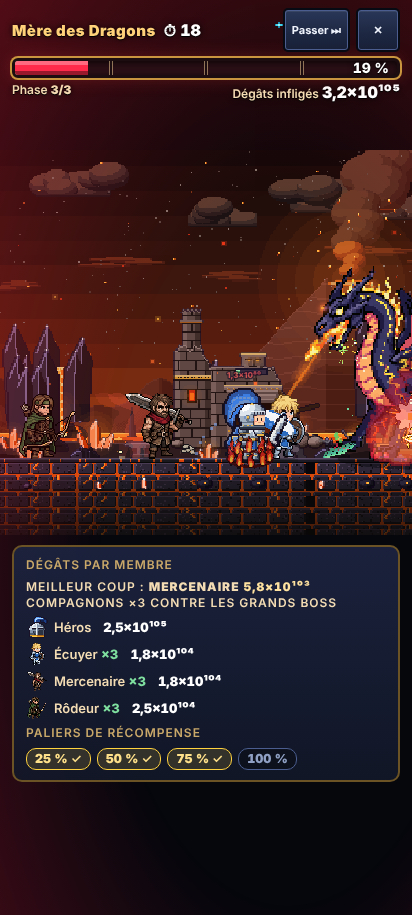 Mère des Dragons ⏱ 18
Passer ⏭
×
19 %
Phase 3/3
Dégâts infligés 3,2×10¹⁰⁵
DÉGÂTS PAR MEMBRE
MEILLEUR COUP : MERCENAIRE 5,8×10¹⁰³
COMPAGNONS ×3 CONTRE LES GRANDS BOSS
Héros 2,5×10¹⁰⁵
Écuyer ×3 1,8×10¹⁰⁴
Mercenaire ×3 1,8×10¹⁰⁴
Rôdeur ×3 2,5×10¹⁰⁴
PALIERS DE RÉCOMPENSE
25 % ✓ 50 % ✓ 75 % ✓ 100 %